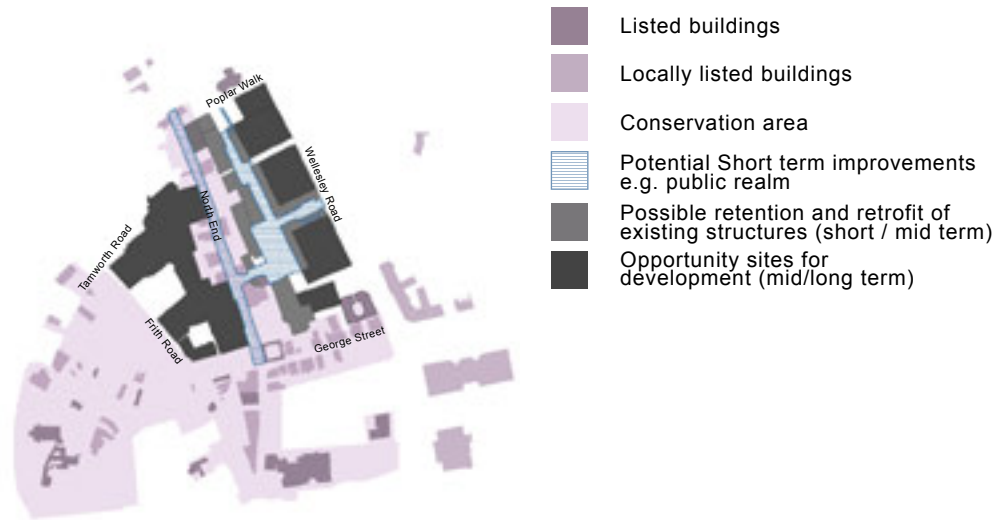 Listed buildings
Locally listed buildings
Conservation area
Potential Short term improvements
e.g. public realm
Possible retention and retrofit of
existing structures (short / mid term)
Opportunity sites for
development (mid/long term)
Poplar Walk
Wellesley Road
North End
Tamworth Road
Frith Road
George Street